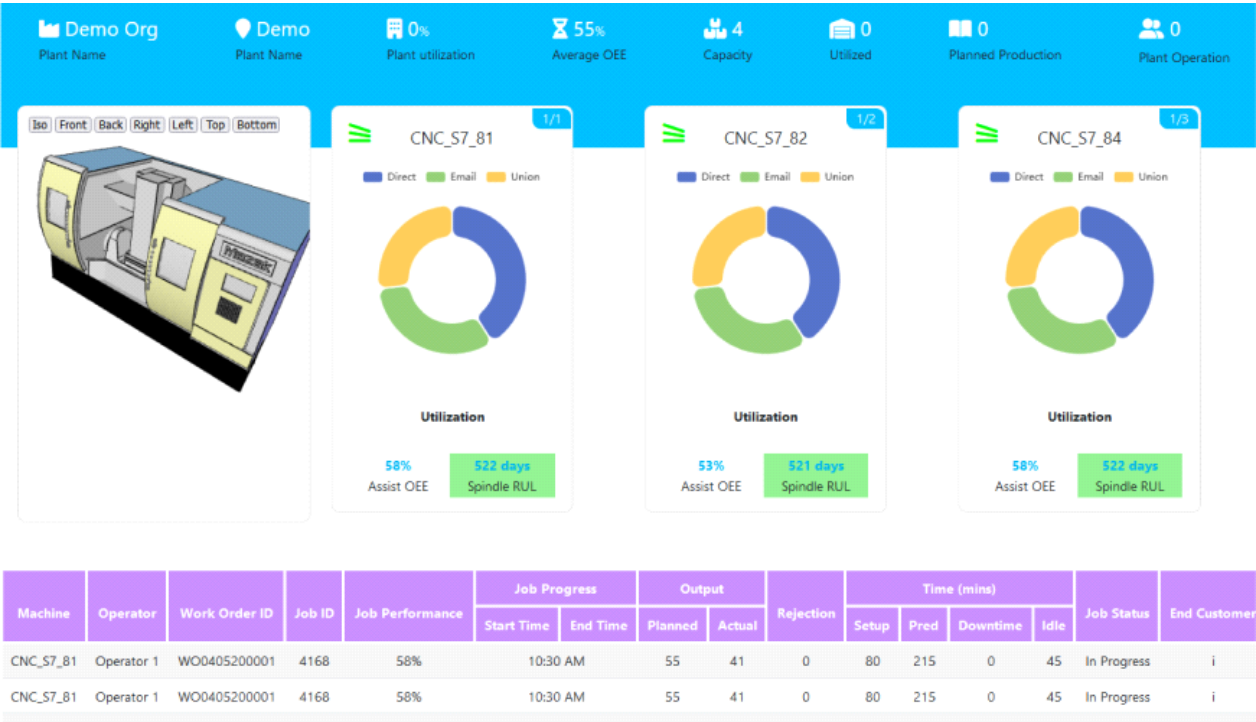 Demo Org Demo 0% 55% 4 0 0 0
Plant Name Plant Name Plant utilization Average OEE Capacity Utilized Planned Production Plant Operation
Iso Front Back Right Left Top Bottom
Mazak
1/1
CNC_S7_81
Direct Email Union
Utilization
58% 522 days
Assist OEE Spindle RUL
1/2
CNC_S7_82
Direct Email Union
Utilization
53% 521 days
Assist OEE Spindle RUL
1/3
CNC_S7_84
Direct Email Union
Utilization
58% 522 days
Assist OEE Spindle RUL
Job Progress Output Time (mins)
Machine Operator Work Order ID Job ID Job Performance Rejection Job Status End Customer
Start Time End Time Planned Actual Setup Pred Downtime Idle
CNC_S7_81 Operator 1 WO0405200001 4168 58% 10:30 AM 55 41 0 80 215 0 45 In Progress i
CNC_S7_81 Operator 1 WO0405200001 4168 58% 10:30 AM 55 41 0 80 215 0 45 In Progress i